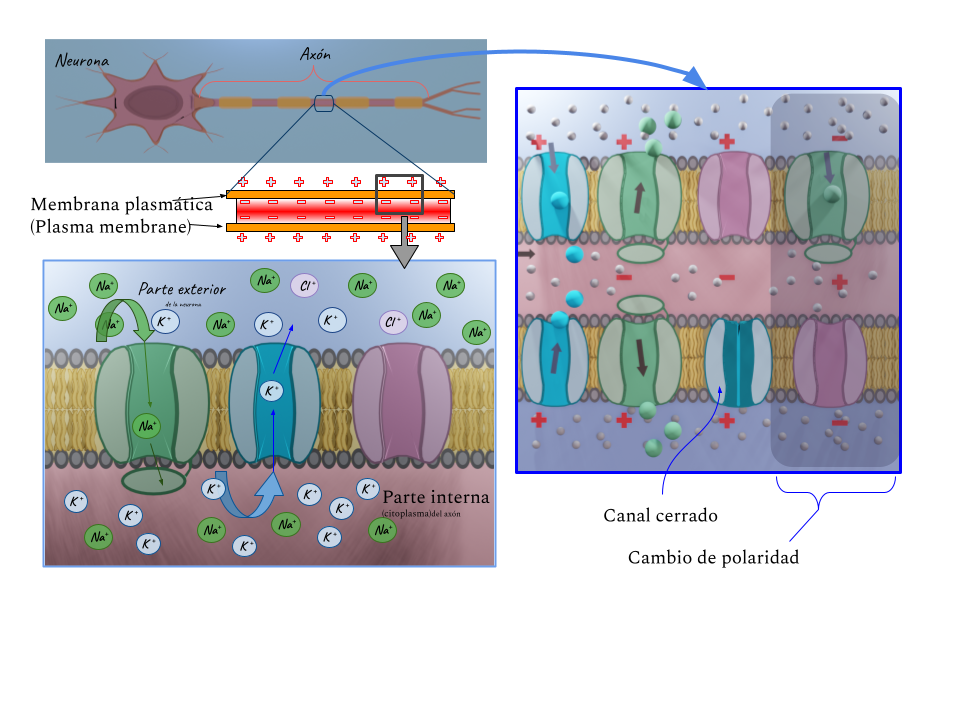 Neurona
Axón
Membrana plasmática
(Plasma membrane)
Parte exterior
de la neurona
Na⁺
Na⁺
Cl⁺
Na⁺
Na⁺
Na⁺
Na⁺
K⁺
Na⁺
K⁺
K⁺
Cl⁺
Na⁺
Na⁺
K⁺
Na⁺
K⁺
K⁺
K⁺
Parte interna
(citoplasma)del axón
K⁺
K⁺
K⁺
Na⁺
Na⁺
Na⁺
Na⁺
K⁺
K⁺
K⁺
Canal cerrado
Cambio de polaridad